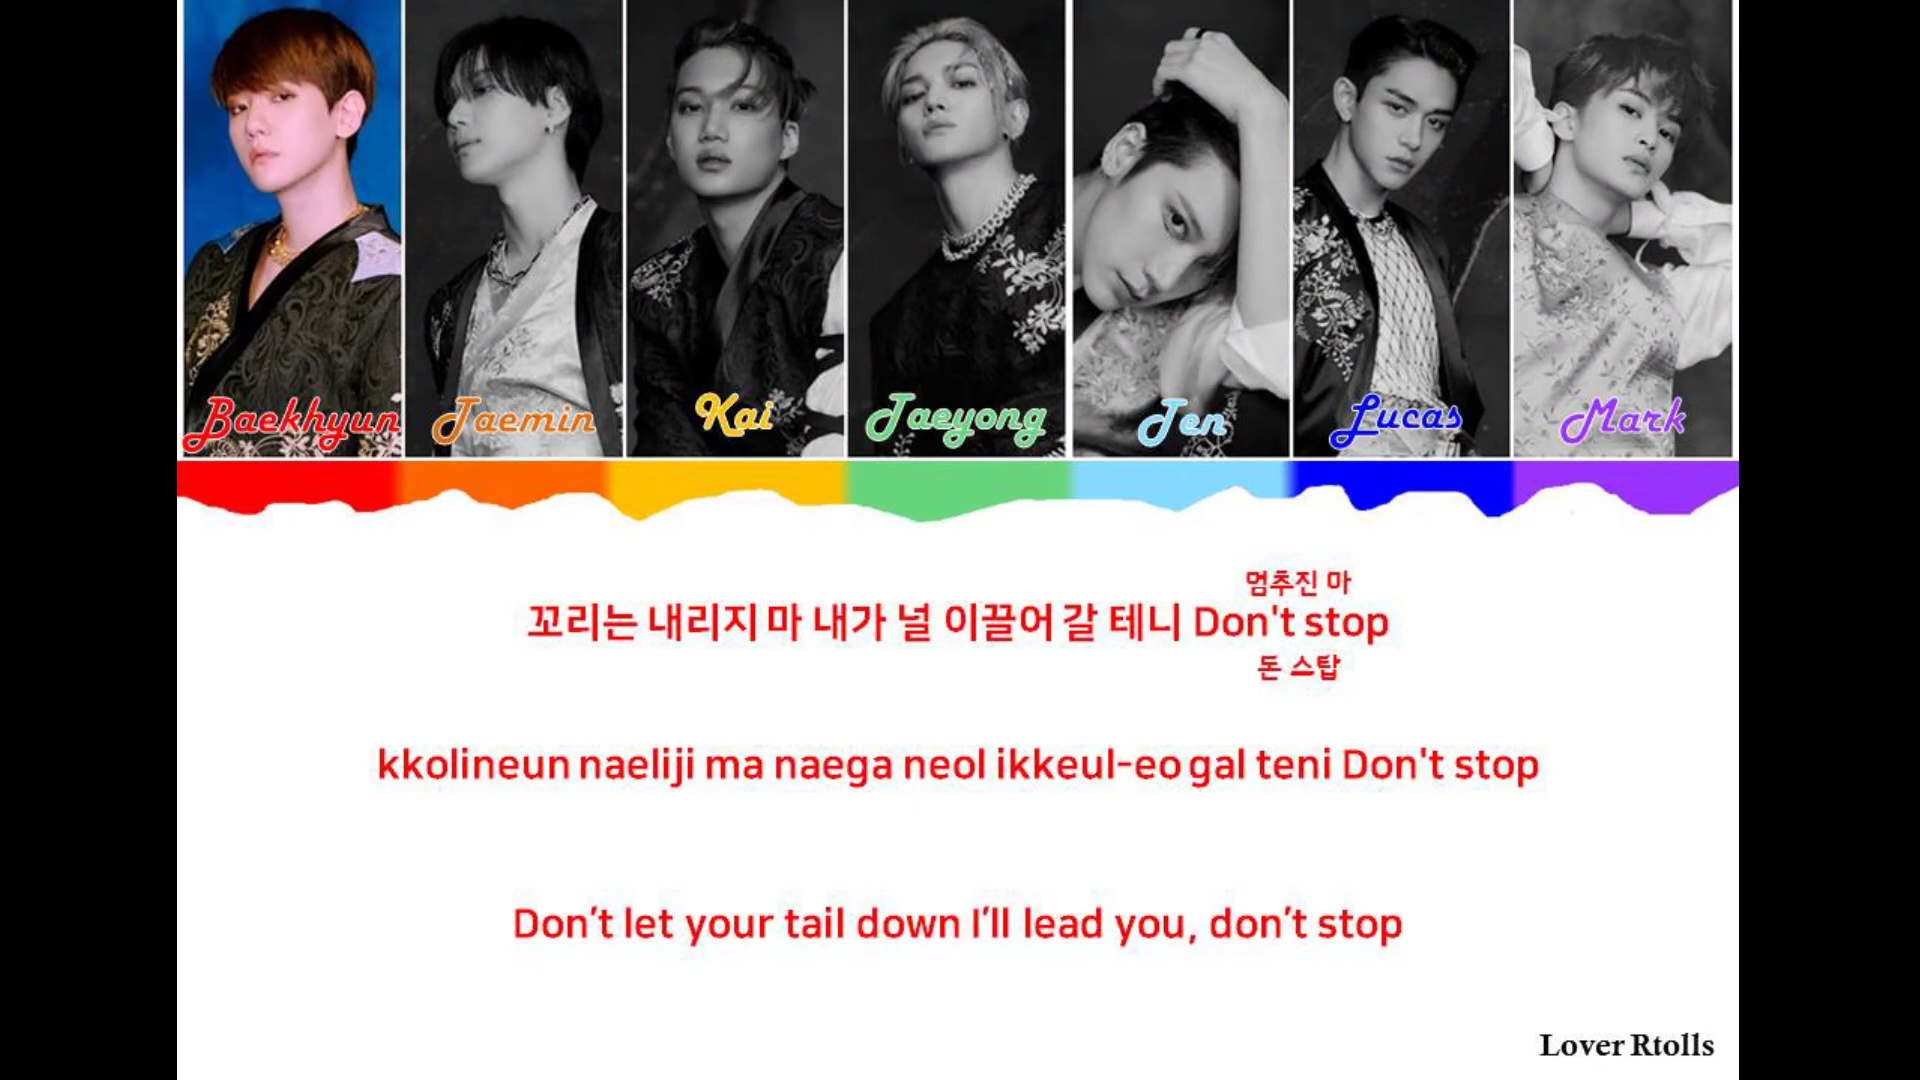 Baekhyun Taemin Kai Taeyong Ten Lucas Mark
멈추진 마
꼬리는 내리지 마 내가 널 이끌어 갈 테니 Don't stop
돈 스탑
kkolineun naeliji ma naega neol ikkeul-eo gal teni Don't stop
Don't let your tail down I'll lead you, don't stop
Lover Rtolls